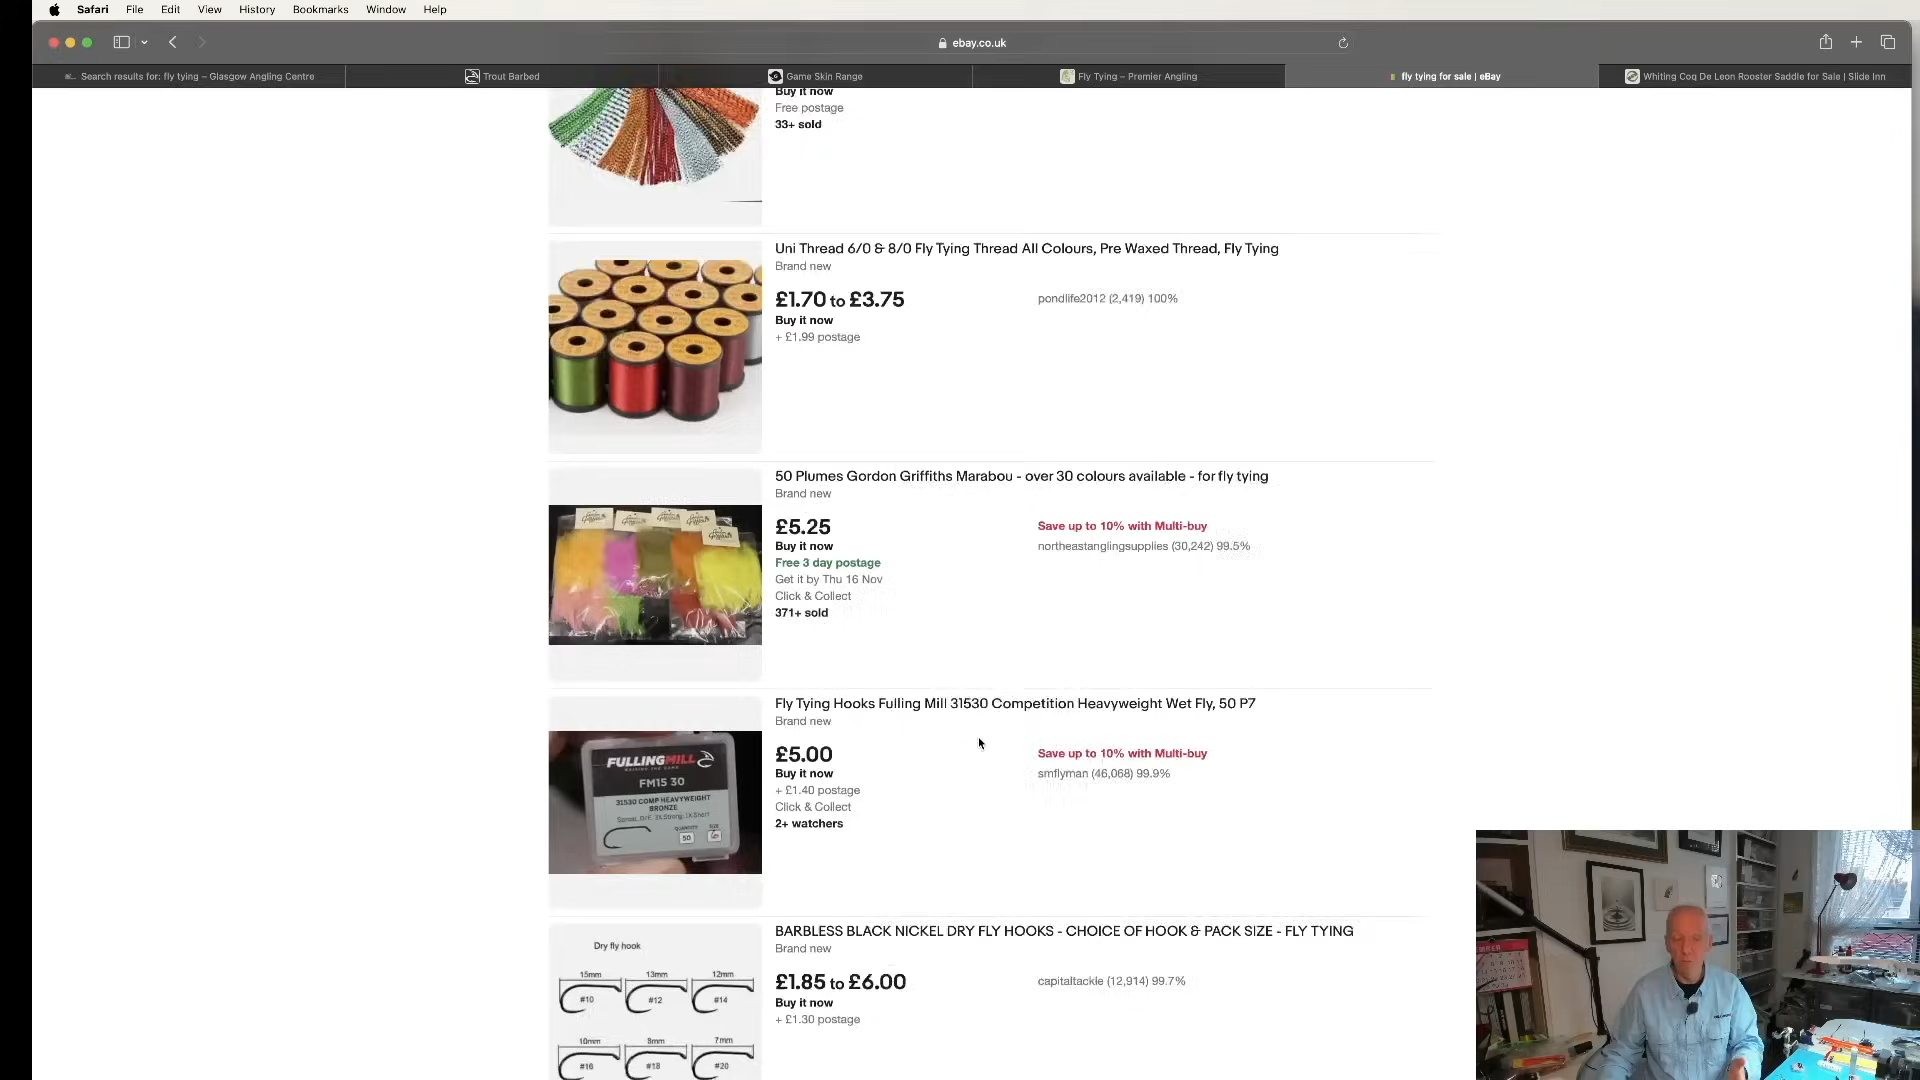 Safari File Edit View History Bookmarks Window Help
ebay.co.uk
Search results for: fly tying – Glasgow Angling Centre
Trout Barbed
Game Skin Range
Fly Tying – Premier Angling
fly tying for sale | eBay
Whiting Coq De Leon Rooster Saddle for Sale | Slide Inn
Buy it now
Free postage
33+ sold
Uni Thread 6/0 & 8/0 Fly Tying Thread All Colours, Pre Waxed Thread, Fly Tying
Brand new
£1.70 to £3.75
pondlife2012 (2,419) 100%
Buy it now
+ £1.99 postage
50 Plumes Gordon Griffiths Marabou - over 30 colours available - for fly tying
Brand new
£5.25
Save up to 10% with Multi-buy
Buy it now
northeastanglingsupplies (30,242) 99.5%
Free 3 day postage
Get it by Thu 16 Nov
Click & Collect
371+ sold
Fly Tying Hooks Fulling Mill 31530 Competition Heavyweight Wet Fly, 50 P7
Brand new
£5.00
Save up to 10% with Multi-buy
Buy it now
smflyman (46,068) 99.9%
+ £1.40 postage
Click & Collect
2+ watchers
FULLINGMILL
FM15 30
31530 COMP HEAVYWEIGHT
BRONZE
QUANTITY
SIZE
50
BARBLESS BLACK NICKEL DRY FLY HOOKS - CHOICE OF HOOK & PACK SIZE - FLY TYING
Brand new
£1.85 to £6.00
capitaltackle (12,914) 99.7%
Buy it now
+ £1.30 postage
Dry fly hook
15mm 13mm 12mm
#10 #12 #14
10mm 9mm 7mm
#16 #18 #20